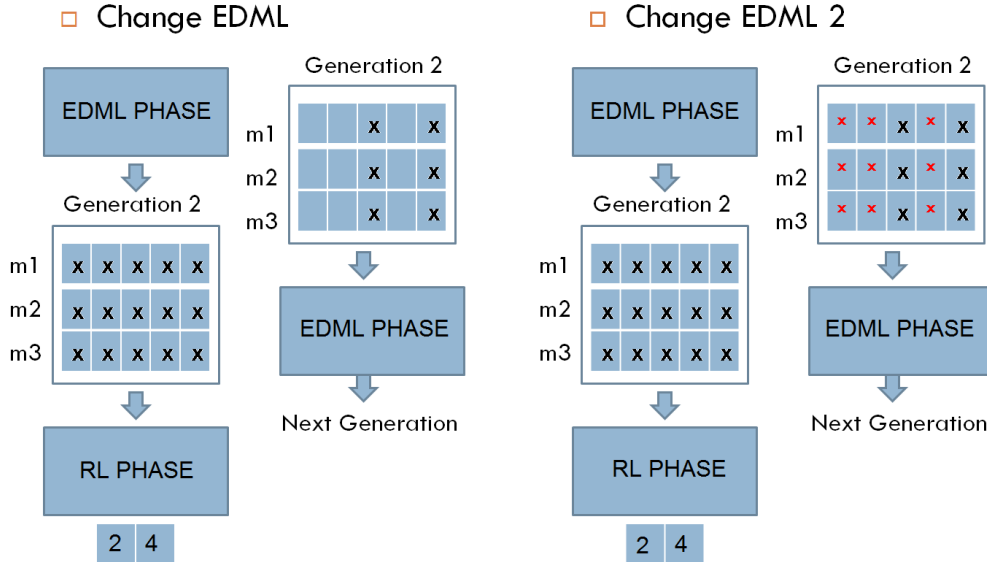 Change EDML
EDML PHASE
Generation 2
m1 x x x x x
m2 x x x x x
m3 x x x x x
RL PHASE
2 4
Generation 2
m1 x x
m2 x x
m3 x x
EDML PHASE
Next Generation
Change EDML 2
EDML PHASE
Generation 2
m1 x x x x x
m2 x x x x x
m3 x x x x x
RL PHASE
2 4
Generation 2
m1 x x x x x
m2 x x x x x
m3 x x x x x
EDML PHASE
Next Generation